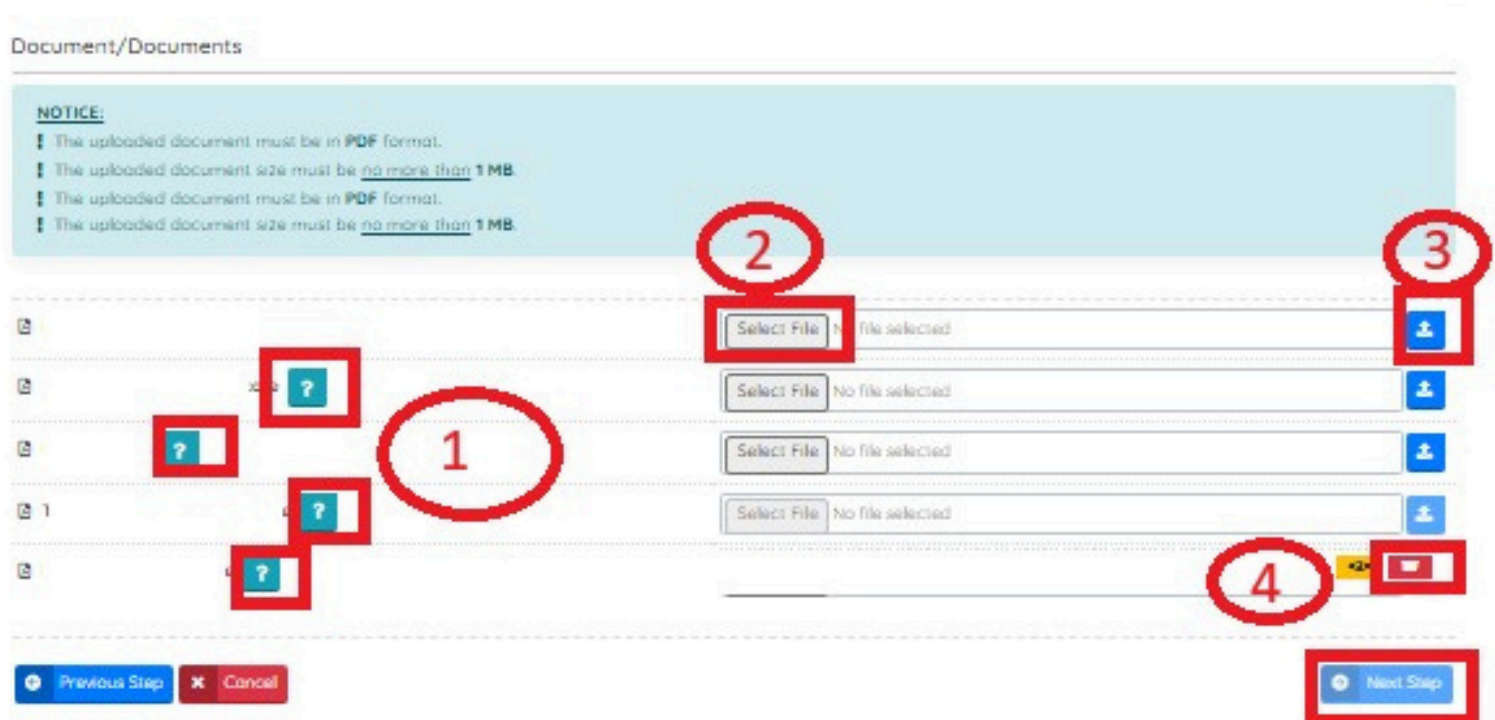 Document/Documents
NOTICE:
! The uploaded document must be in PDF format.
! The uploaded document size must be no more than 1 MB.
! The uploaded document must be in PDF format.
! The uploaded document size must be no more than 1 MB.
2
3
Select File No file selected
?
Select File No file selected
1
?
Select File No file selected
?
Select File No file selected
?
4
Previous Step
Cancel
Next Step